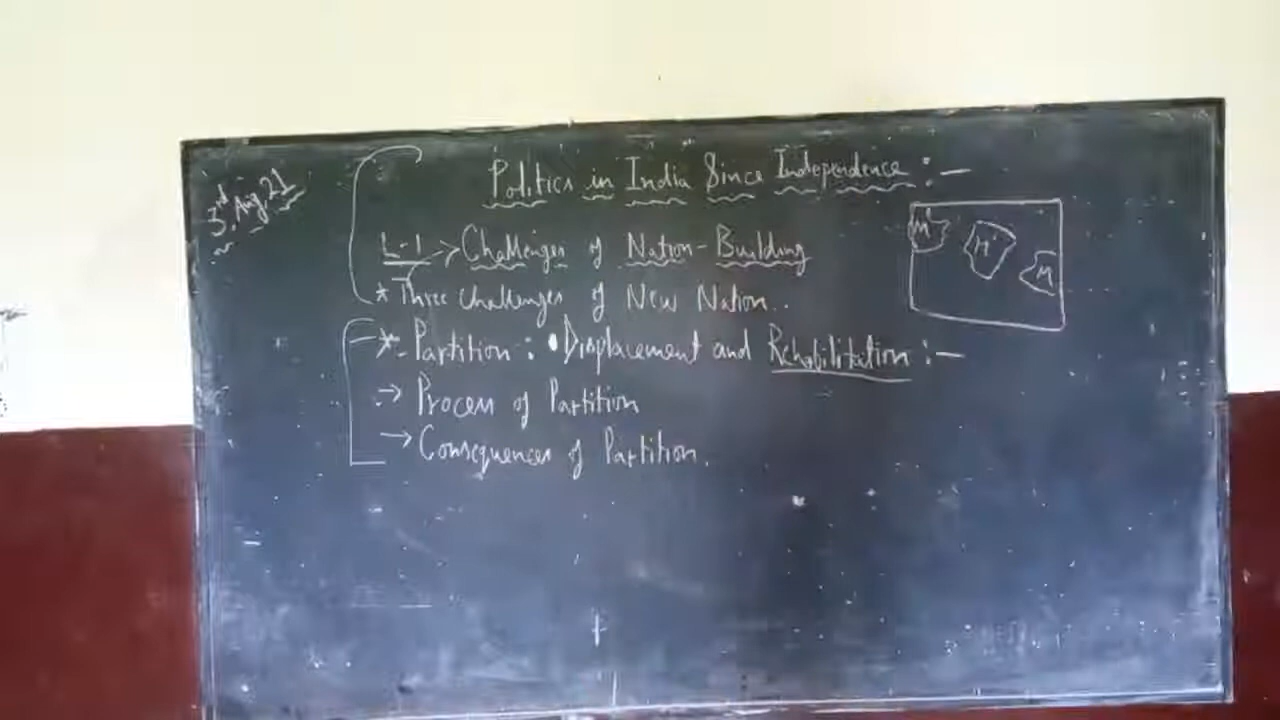 3rd. Aug, 21
Politics in India Since Independence :-
L-1 -> Challenges of Nation-Building
* Three Challenges of New Nation.
*- Partition : • Displacement and Rehabilitation :-
-> Process of Partition
-> Consequences of Partition.
M H M